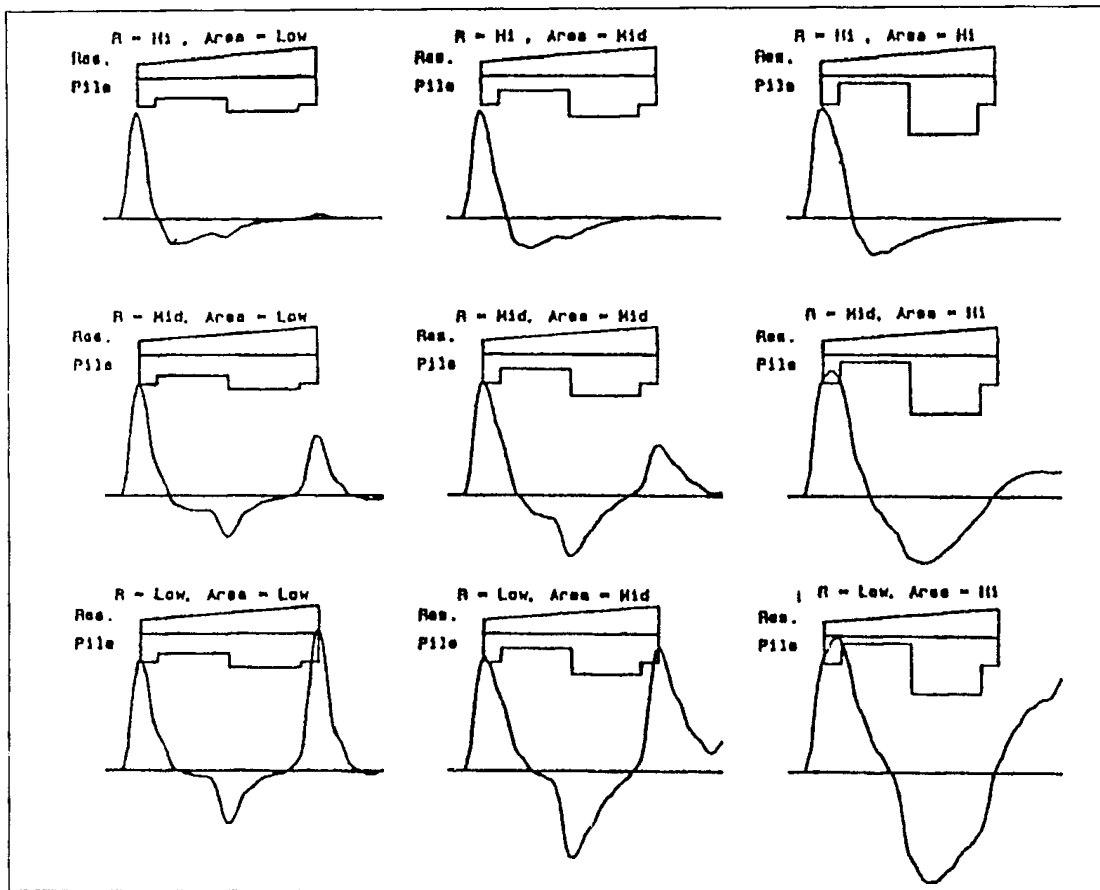 R = Hi , Area = Low
Res.
Pile
R = Hi , Area = Mid
Res.
Pile
R = Hi , Area = Hi
Res.
Pile
R = Mid, Area = Low
Res.
Pile
R = Mid, Area = Mid
Res.
Pile
R = Mid, Area = Hi
Res.
Pile
R = Low, Area = Low
Res.
Pile
R = Low, Area = Mid
Res.
Pile
R = Low, Area = Hi
Res.
Pile